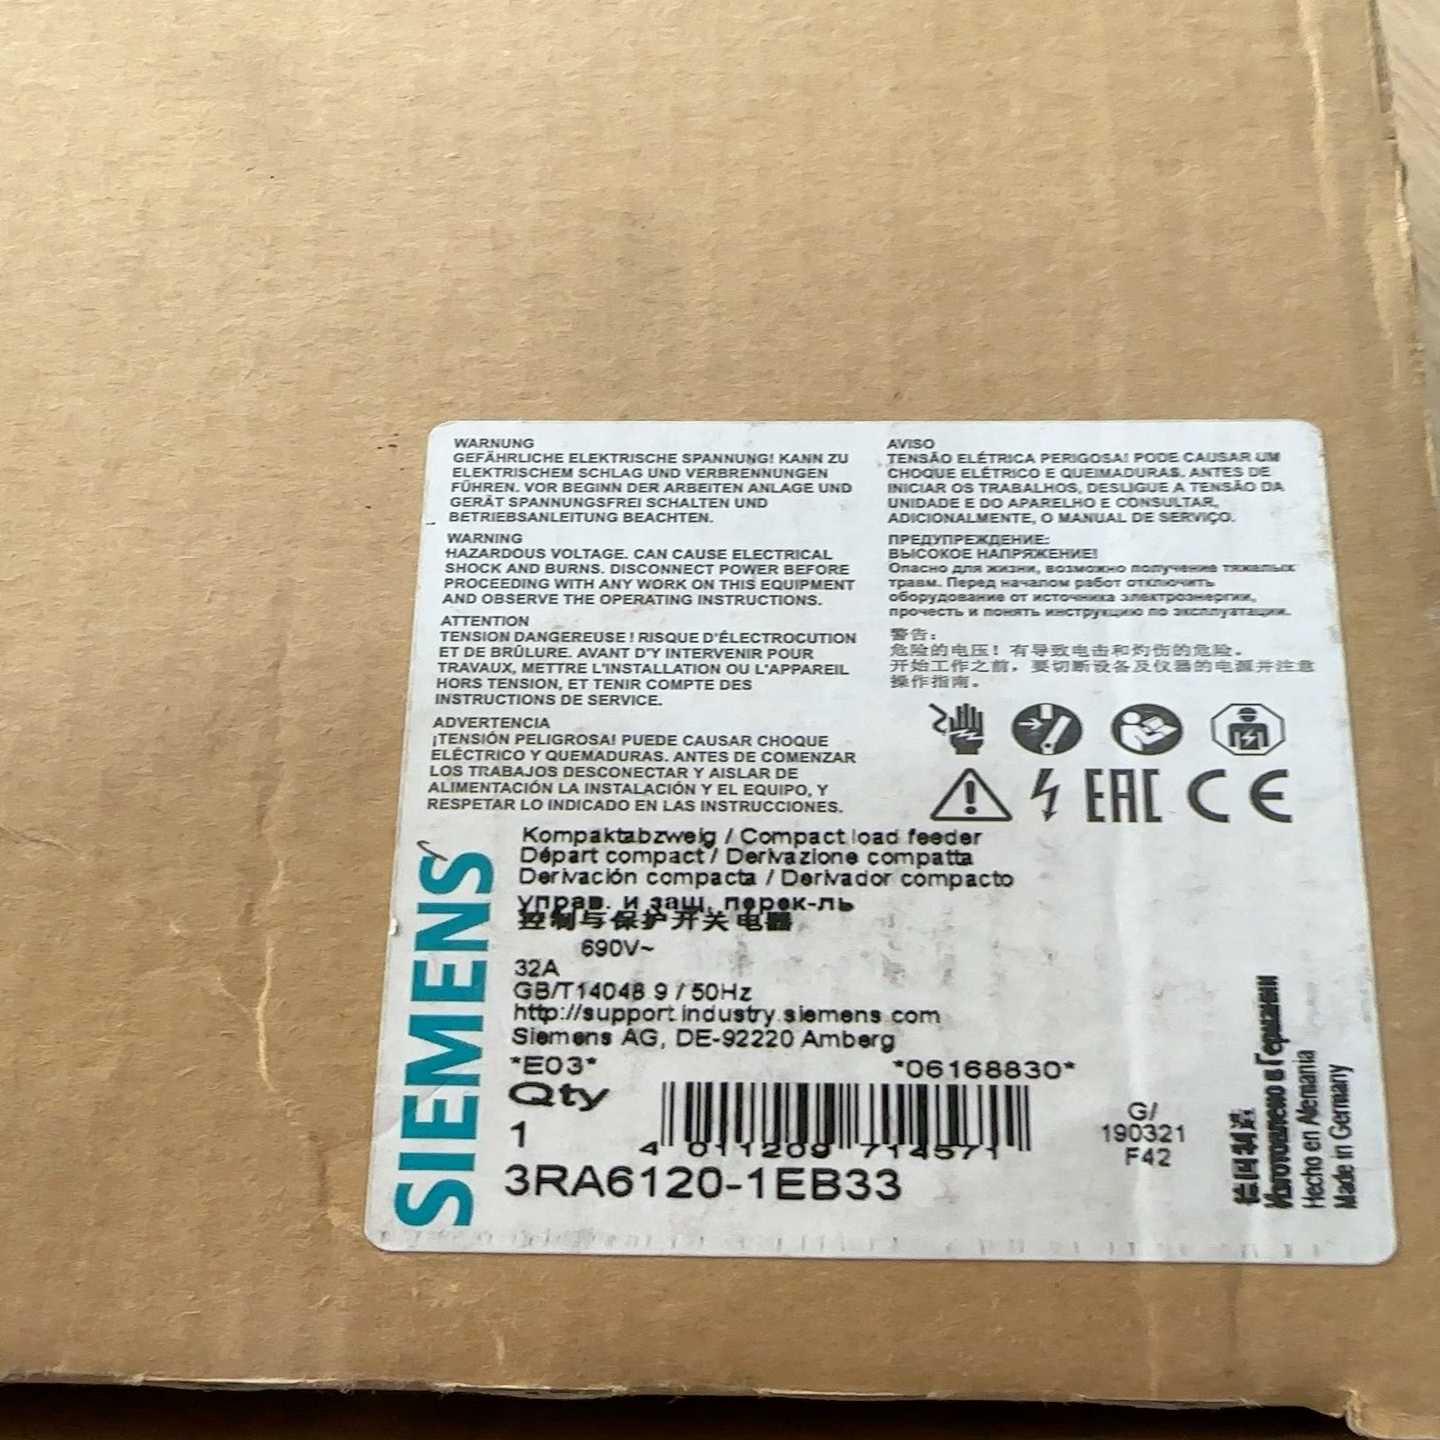 WARNUNG
GEFÄHRLICHE ELEKTRISCHE SPANNUNG! KANN ZU
ELEKTRISCHEM SCHLAG UND VERBRENNUNGEN
FÜHREN. VOR BEGINN DER ARBEITEN ANLAGE UND
GERÄT SPANNUNGSFREI SCHALTEN UND
BETRIEBSANLEITUNG BEACHTEN.
WARNING
HAZARDOUS VOLTAGE. CAN CAUSE ELECTRICAL
SHOCK AND BURNS. DISCONNECT POWER BEFORE
PROCEEDING WITH ANY WORK ON THIS EQUIPMENT
AND OBSERVE THE OPERATING INSTRUCTIONS.
ATTENTION
TENSION DANGEREUSE ! RISQUE D'ÉLECTROCUTION
ET DE BRÛLURE. AVANT D'Y INTERVENIR POUR
TRAVAUX, METTRE L'INSTALLATION OU L'APPAREIL
HORS TENSION, ET TENIR COMPTE DES
INSTRUCTIONS DE SERVICE.
ADVERTENCIA
¡TENSIÓN PELIGROSA! PUEDE CAUSAR CHOQUE
ELÉCTRICO Y QUEMADURAS. ANTES DE COMENZAR
LOS TRABAJOS DESCONECTAR Y AISLAR DE
ALIMENTACIÓN LA INSTALACIÓN Y EL EQUIPO, Y
RESPETAR LO INDICADO EN LAS INSTRUCCIONES.
AVISO
TENSÃO ELÉTRICA PERIGOSA! PODE CAUSAR UM
CHOQUE ELÉTRICO E QUEIMADURAS. ANTES DE
INICIAR OS TRABALHOS, DESLIGUE A TENSÃO DA
UNIDADE E DO APARELHO E CONSULTAR,
ADICIONALMENTE, O MANUAL DE SERVIÇO.
ПРЕДУПРЕЖДЕНИЕ:
ВЫСОКОЕ НАПРЯЖЕНИЕ!
Опасно для жизни, возможно получение тяжелых
травм. Перед началом работ отключить
оборудование от источника электроэнергии,
прочесть и понять инструкцию по эксплуатации.
警告：
危险的电压！有导致电击和灼伤的危险。
开始工作之前，要切断设备及仪器的电源并注意
操作指南。
EAC CE
SIEMENS
Kompaktabzweig / Compact load feeder
Départ compact / Derivazione compatta
Derivación compacta / Derivador compacto
управ. и защ. перек-ль
控制与保护开关电器
690V~
32A
GB/T14048 9 / 50Hz
http://support.industry.siemens com
Siemens AG, DE-92220 Amberg
*E03* *06168830*
Qty
1
4 011209 714571
3RA6120-1EB33
G/
190321
F42
德国制造
Изготовлено в Германии
Hecho en Alemania
Made in Germany